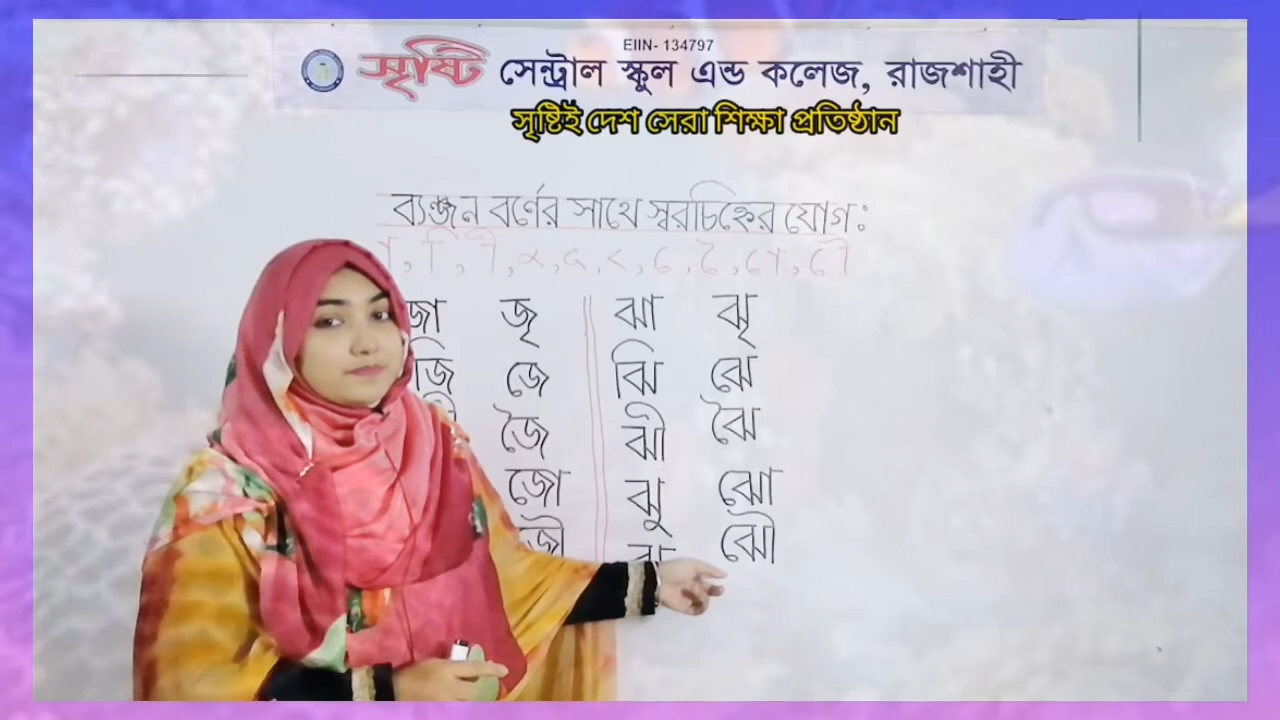 EIIN- 134797
সৃষ্টি সেন্ট্রাল স্কুল এন্ড কলেজ, রাজশাহী
সৃষ্টিই দেশ সেরা শিক্ষা প্রতিষ্ঠান
ব্যঞ্জন বর্ণের সাথে স্বরচিহ্নের যোগঃ
া, ি, ী, ু, ূ, ৃ, ে, ৈ, ো, ৌ
জা জৃ ঝা ঝৃ
জি জে ঝি ঝে
জৈ ঝী ঝৈ
জো ঝু ঝো
জৌ ঝৌ